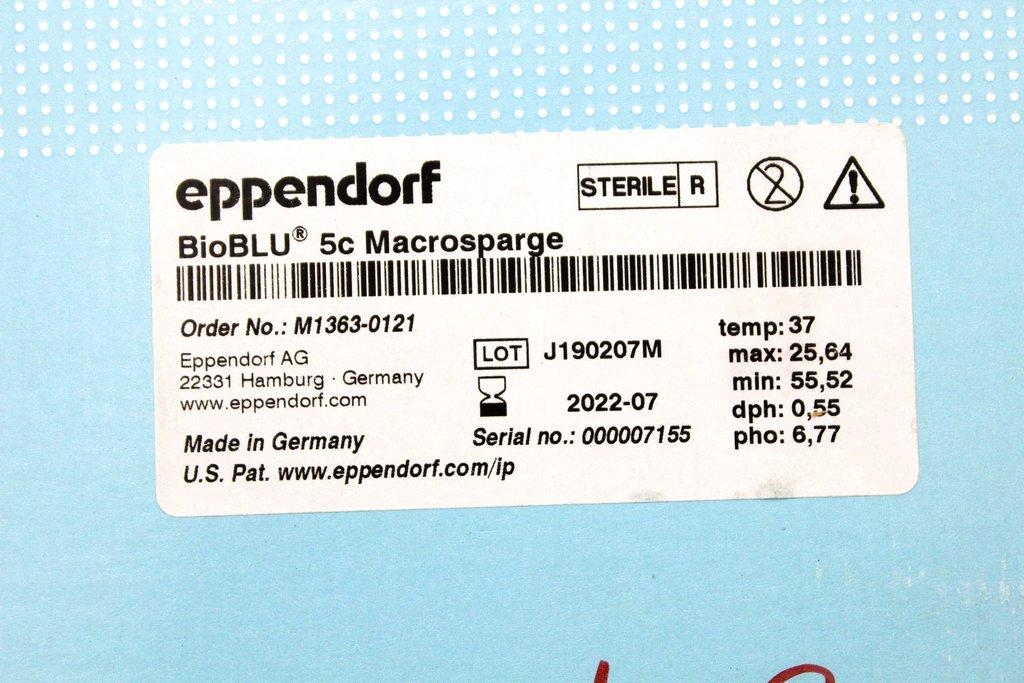 eppendorf
STERILE R
2
!
BioBLU® 5c Macrosparge
Order No.: M1363-0121
Eppendorf AG
22331 Hamburg · Germany
www.eppendorf.com
Made in Germany
U.S. Pat. www.eppendorf.com/ip
LOT J190207M
2022-07
Serial no.: 000007155
temp: 37
max: 25,64
min: 55,52
dph: 0,55
pho: 6,77